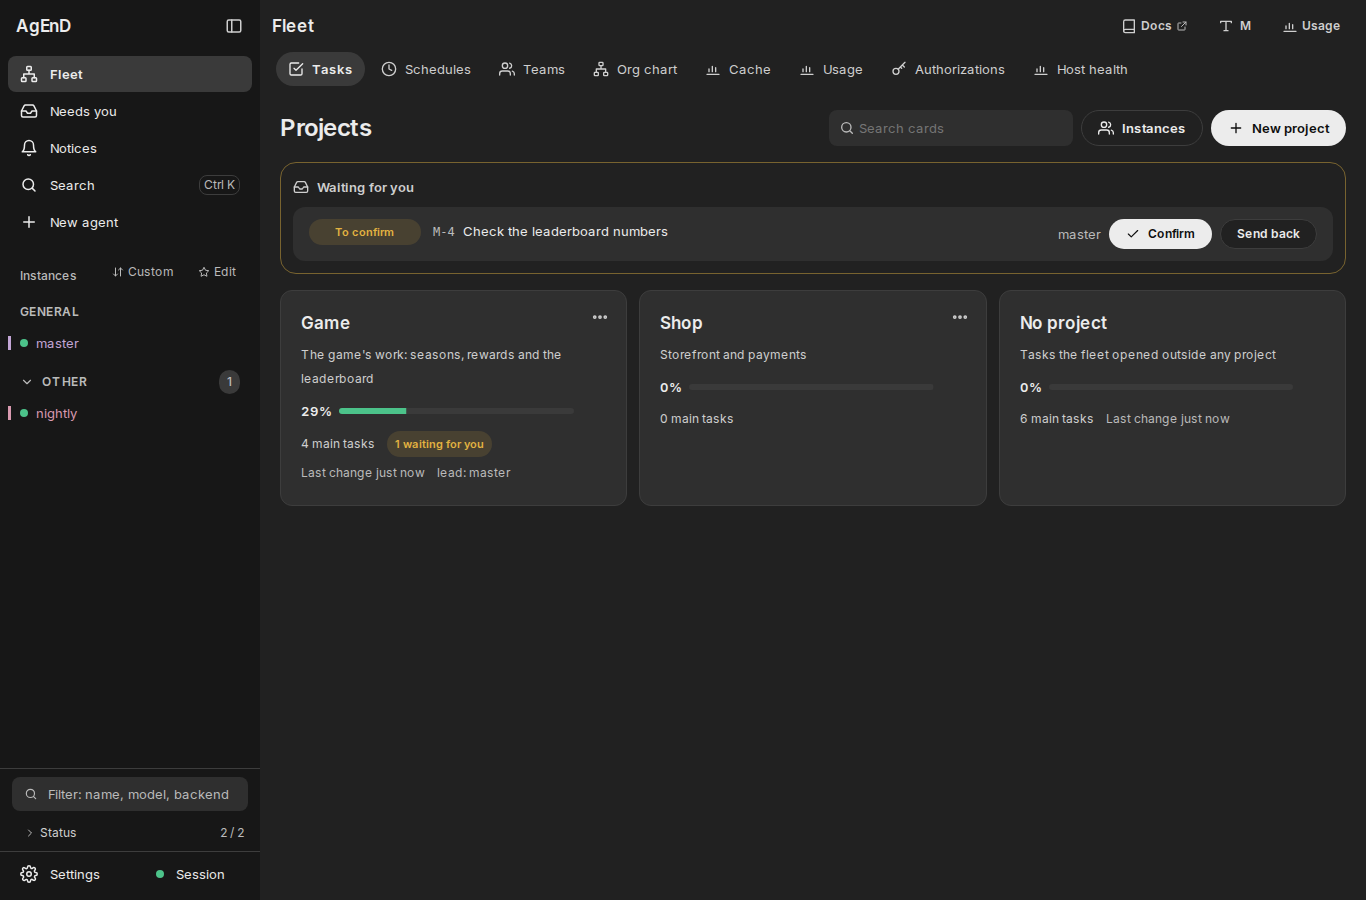 AgEnD
Fleet
Needs you
Notices
Search
Ctrl K
New agent
Instances
Custom
Edit
GENERAL
master
OTHER
1
nightly
Filter: name, model, backend
Status
2 / 2
Settings
Session
Fleet
Docs
M
Usage
Tasks
Schedules
Teams
Org chart
Cache
Usage
Authorizations
Host health
Projects
Search cards
Instances
New project
Waiting for you
To confirm
M-4 Check the leaderboard numbers
master
Confirm
Send back
Game
The game's work: seasons, rewards and the
leaderboard
29%
4 main tasks
1 waiting for you
Last change just now
lead: master
Shop
Storefront and payments
0%
0 main tasks
No project
Tasks the fleet opened outside any project
0%
6 main tasks
Last change just now